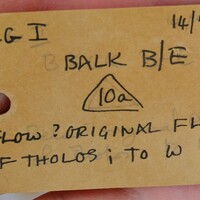 G I 14/
BALK B/E
10a
FLOW ? ORIGINAL FL
F THOLOS ; TO W